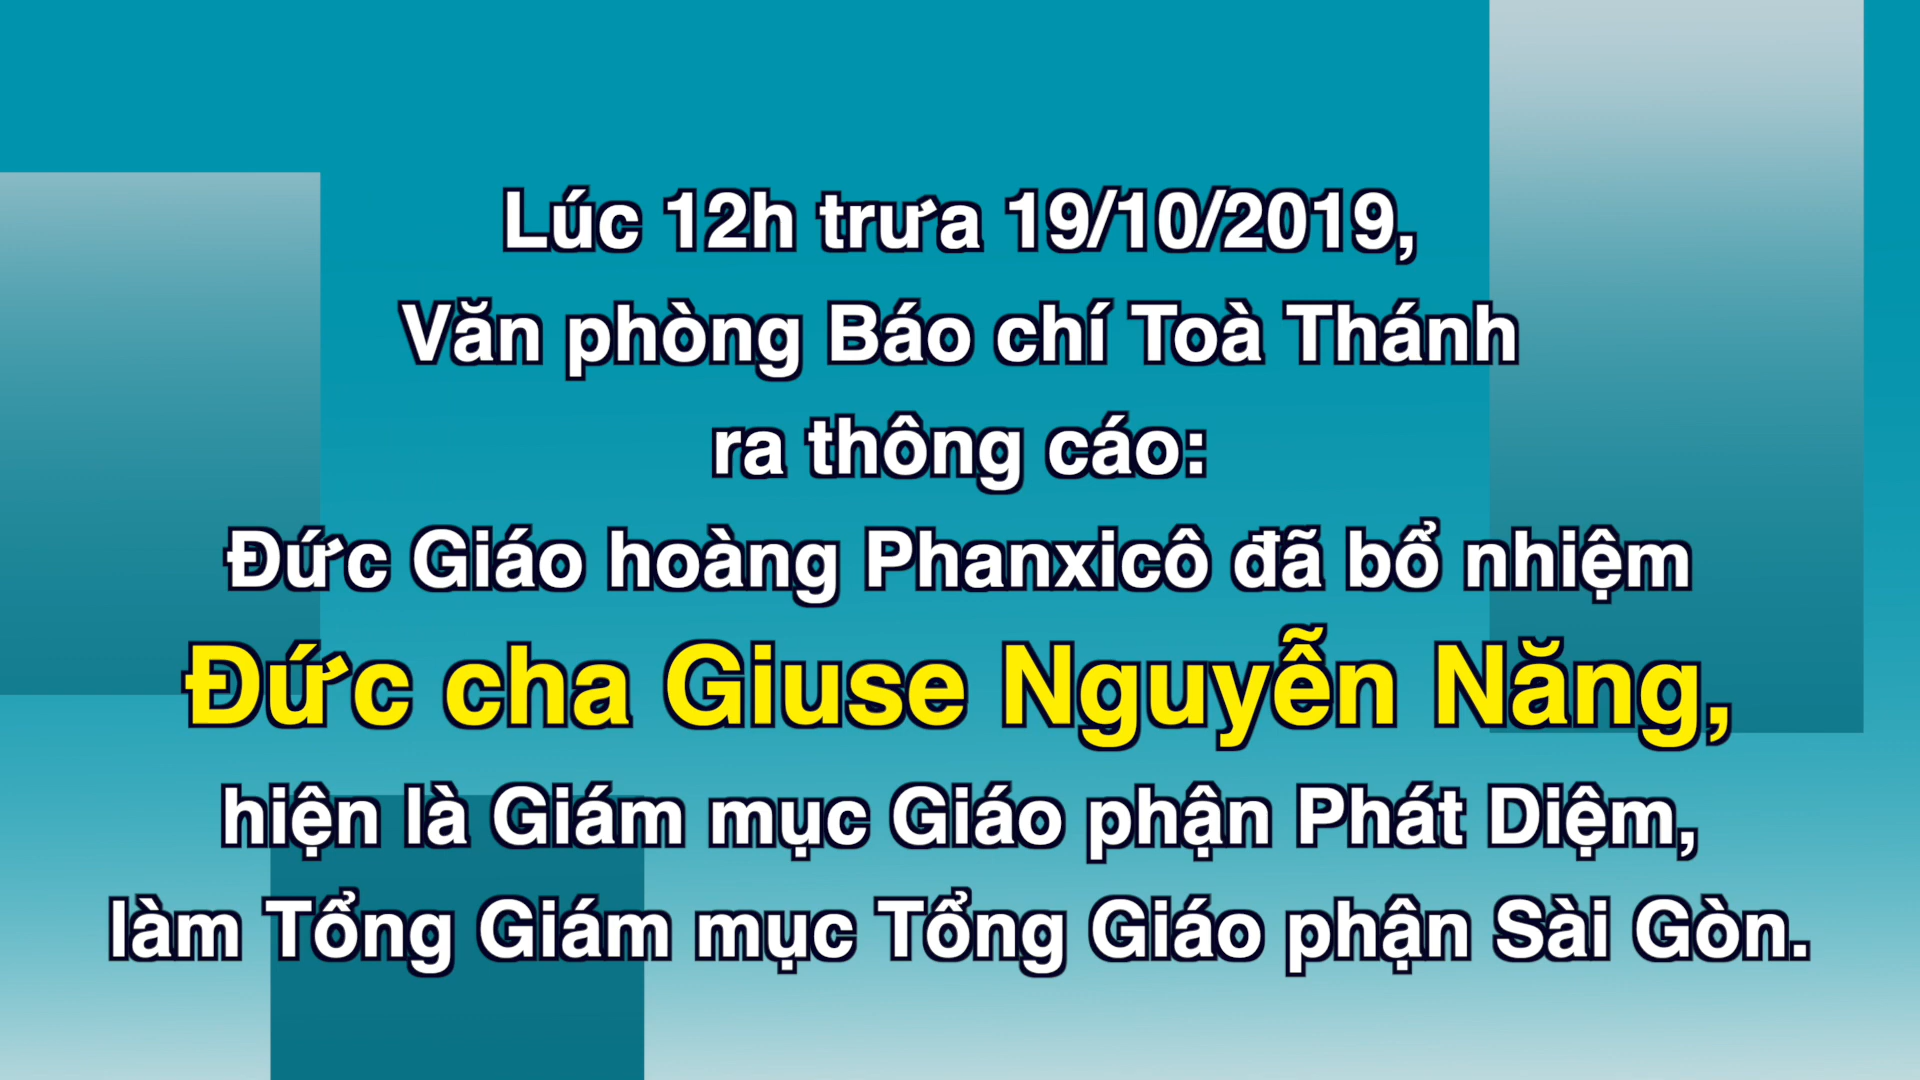 Lúc 12h trưa 19/10/2019,
Văn phòng Báo chí Toà Thánh
ra thông cáo:
Đức Giáo hoàng Phanxicô đã bổ nhiệm
Đức cha Giuse Nguyễn Năng,
hiện là Giám mục Giáo phận Phát Diệm,
làm Tổng Giám mục Tổng Giáo phận Sài Gòn.